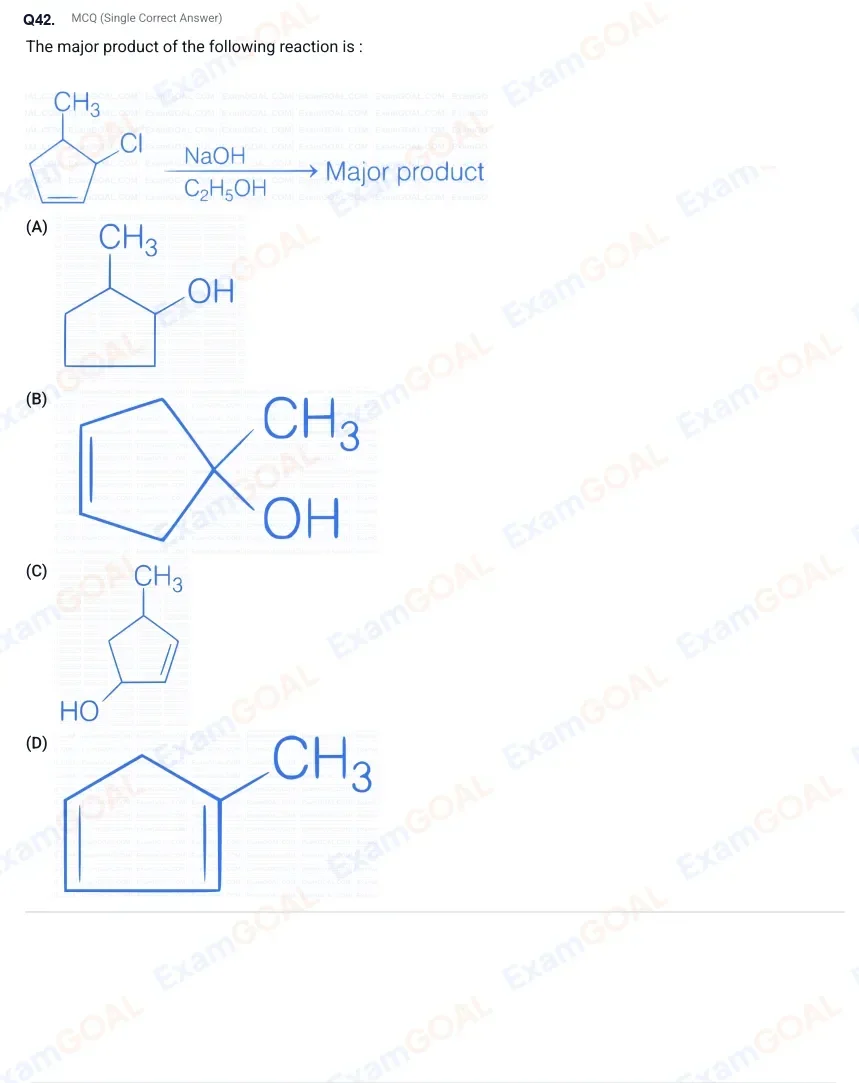 Q42. MCQ (Single Correct Answer)
The major product of the following reaction is :
CH3
Cl
NaOH
C2H5OH
Major product
(A)
CH3
OH
(B)
CH3
OH
(C)
CH3
HO
(D)
CH3
ExamGOAL